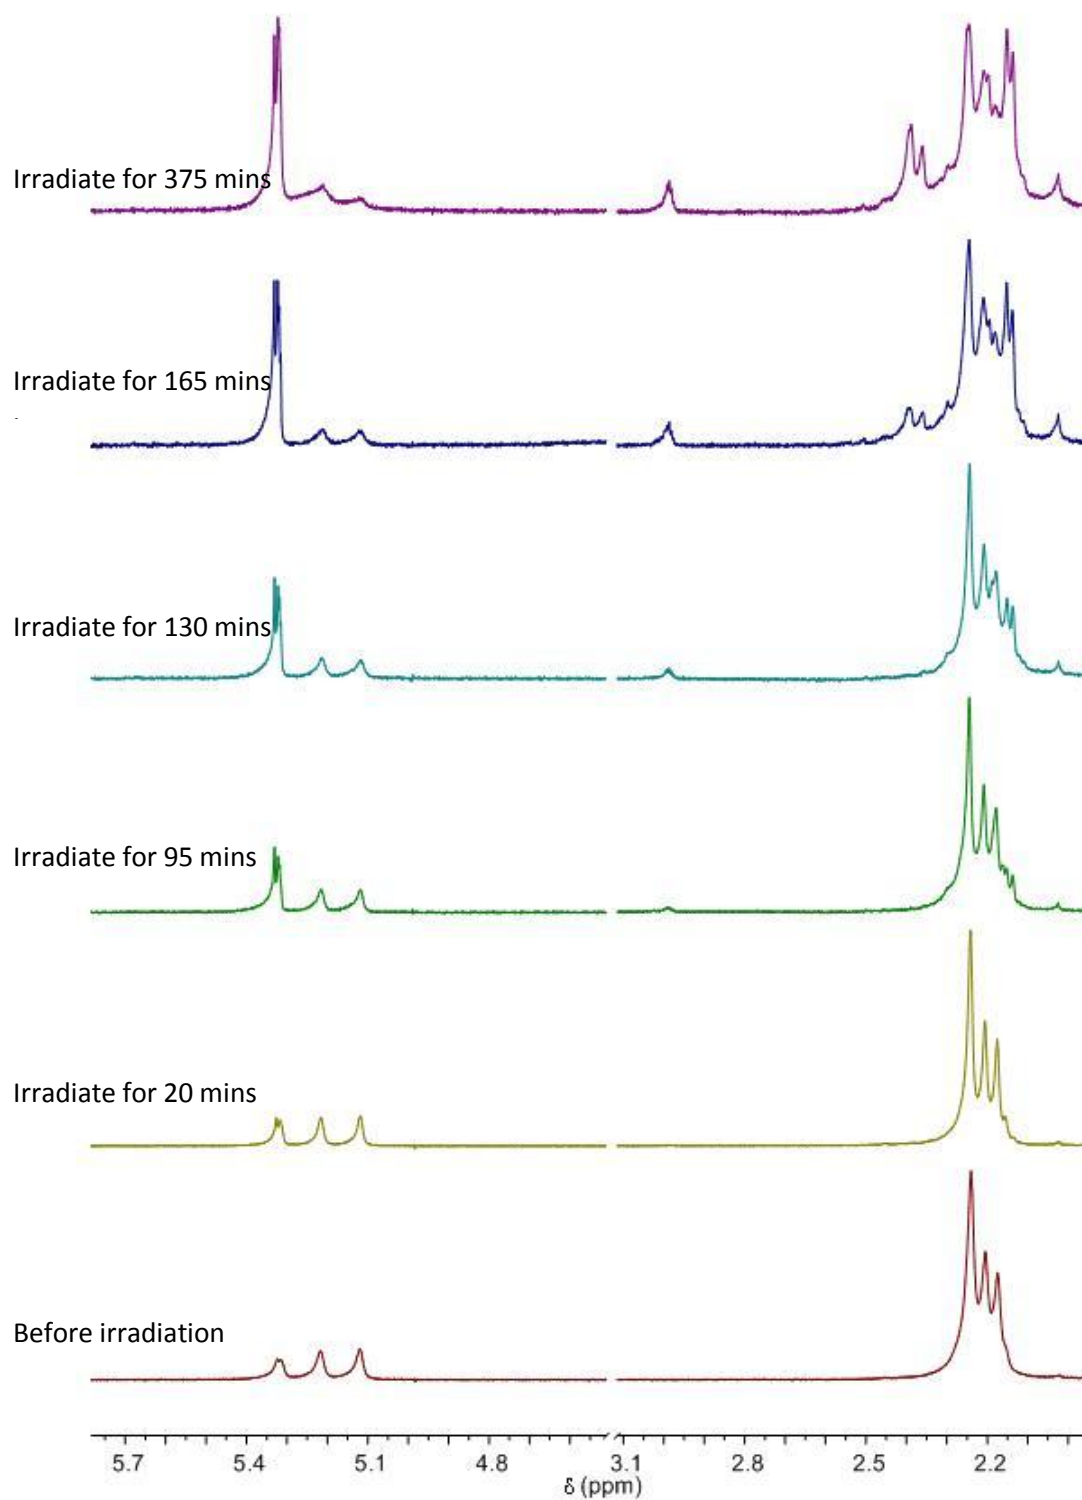 Irradiate for 375 mins
Irradiate for 165 mins
Irradiate for 130 mins
Irradiate for 95 mins
Irradiate for 20 mins
Before irradiation
5.7 5.4 5.1 4.8 3.1 2.8 2.5 2.2
δ (ppm)